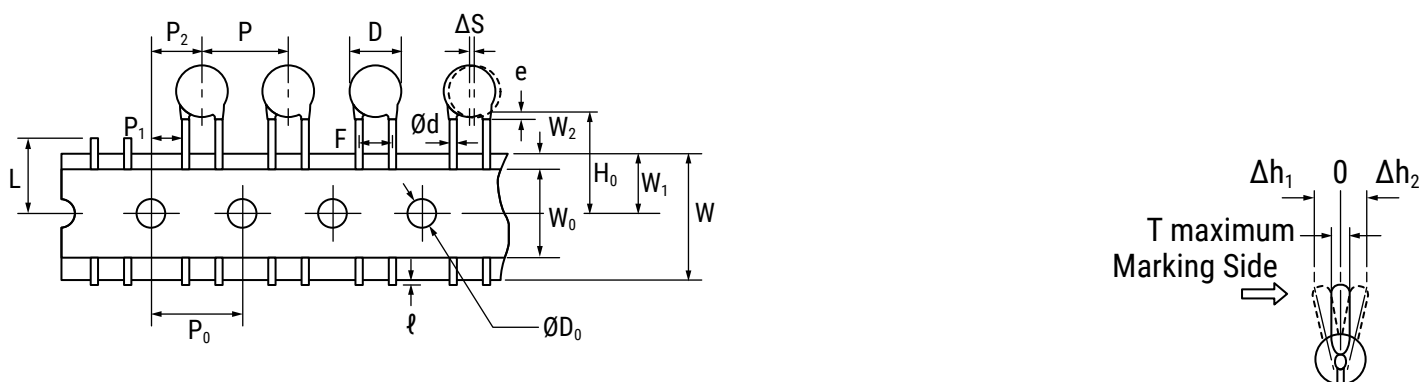 P₂ P D ΔS
e
P₁ F Ød W₂
L H₀ W₁
W₀ W
P₀ ℓ ØD₀
Δh₁ 0 Δh₂
T maximum
Marking Side